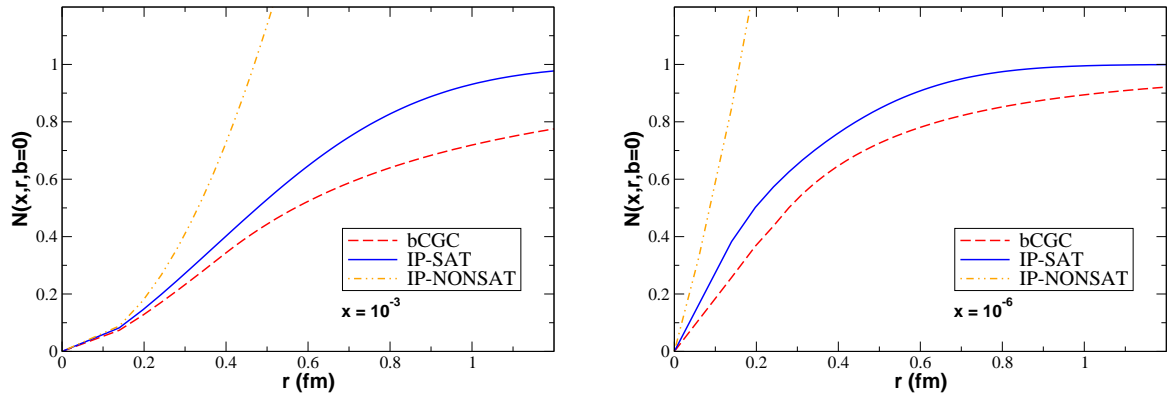 N(x,r,b=0)
1
0.8
0.6
0.4
0.2
0
0
0.2
0.4
0.6
0.8
1
r (fm)
bCGC
IP-SAT
IP-NONSAT
x = 10^-3
N(x,r,b=0)
1
0.8
0.6
0.4
0.2
0
0
0.2
0.4
0.6
0.8
1
r (fm)
bCGC
IP-SAT
IP-NONSAT
x = 10^-6